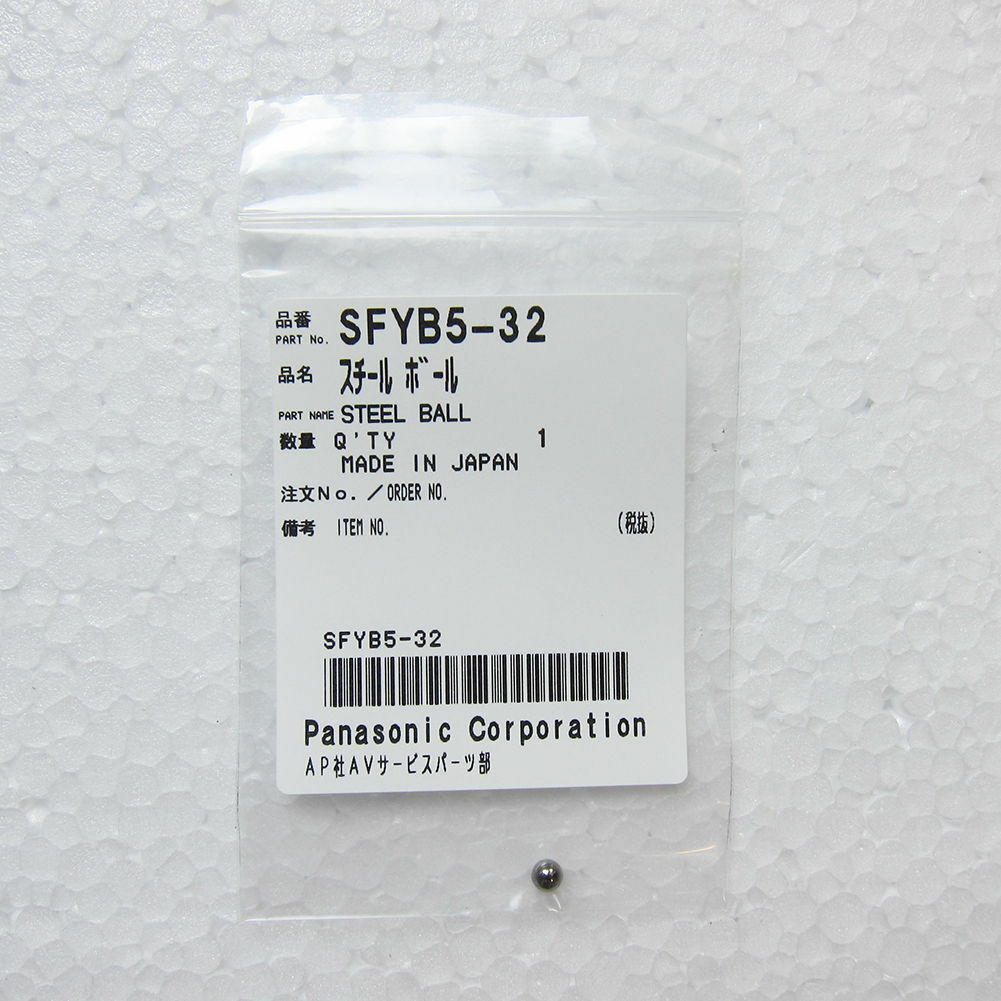 品番
PART No. SFYB5-32
品名 スチール ボール
PART NAME STEEL BALL
数量 Q'TY 1
MADE IN JAPAN
注文No./ORDER NO.
備考 ITEM NO. (税抜)
SFYB5-32
Panasonic Corporation
AP社AVサービスパーツ部